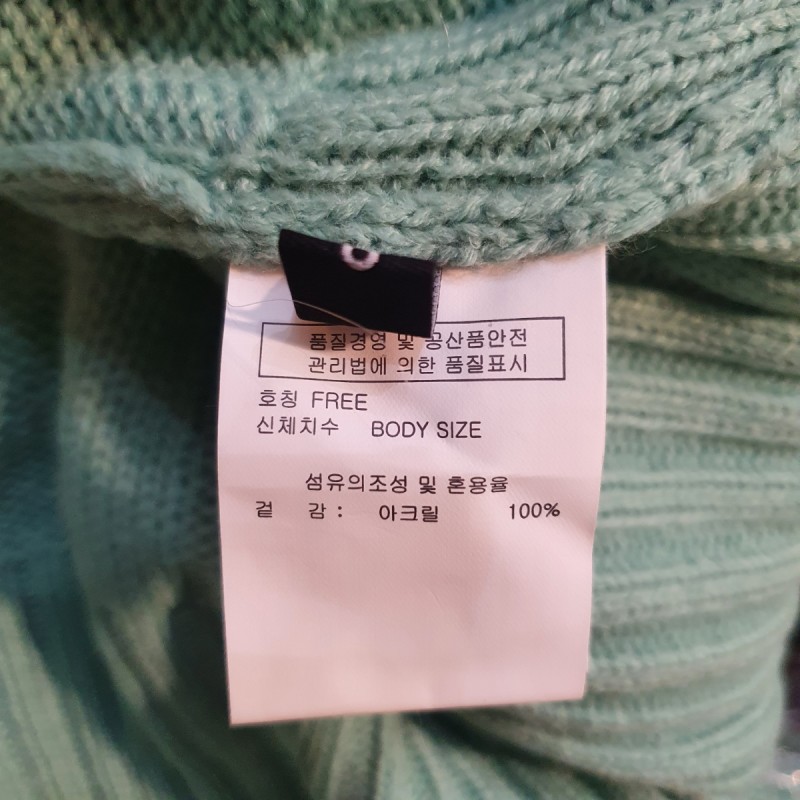 품질경영 및 공산품안전
관리법에 의한 품질표시
호칭 FREE
신체치수 BODY SIZE
섬유의조성 및 혼용율
겉 감 : 아크릴 100%